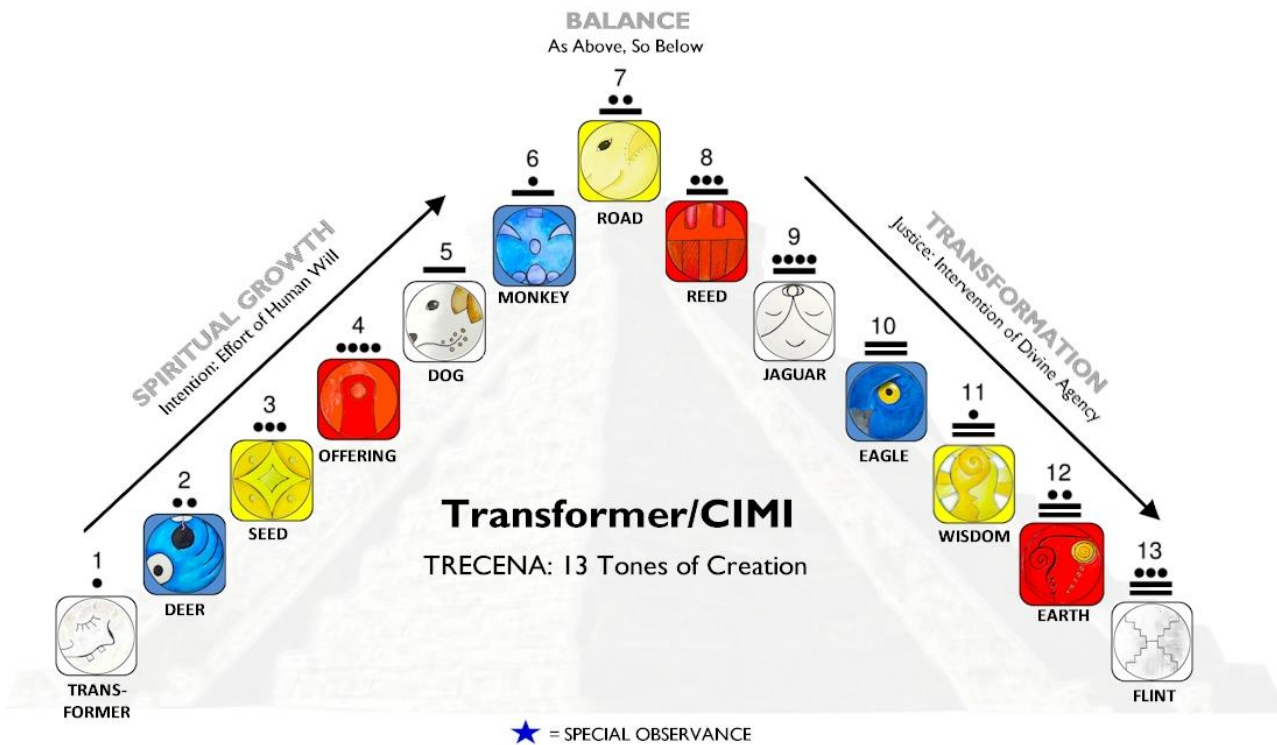 BALANCE
As Above, So Below
7
ROAD
6
MONKEY
8
REED
5
DOG
9
JAGUAR
4
OFFERING
10
EAGLE
3
SEED
11
WISDOM
2
DEER
12
EARTH
1
TRANS-
FORMER
13
FLINT
SPIRITUAL GROWTH
Intention: Effort of Human Will
TRANSFORMATION
Justice: Intervention of Divine Agency
Transformer/CIMI
TRECENA: 13 Tones of Creation
= SPECIAL OBSERVANCE